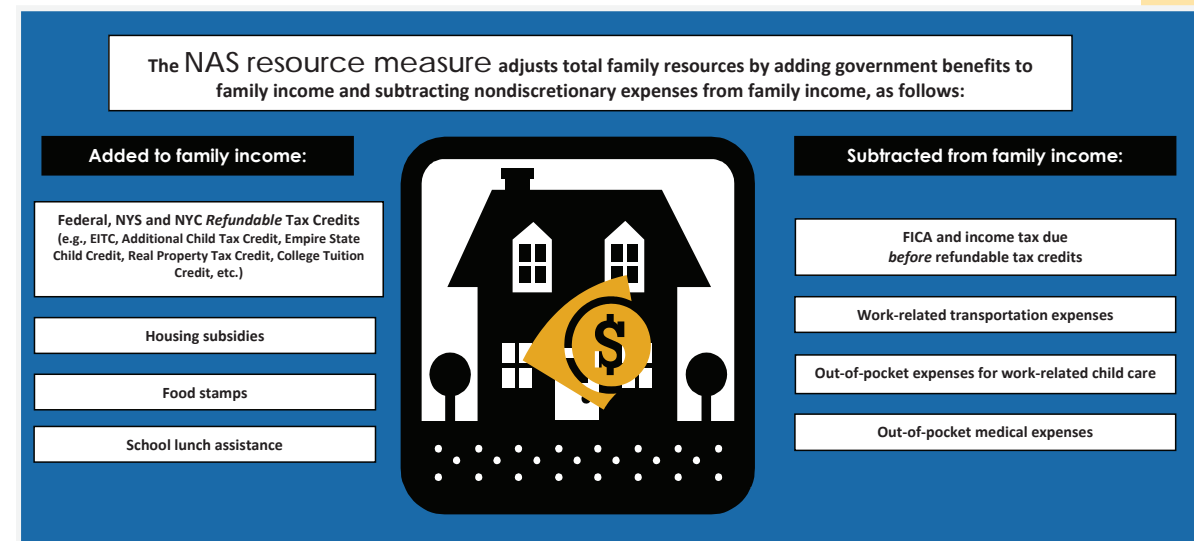 The NAS resource measure adjusts total family resources by adding government benefits to
family income and subtracting nondiscretionary expenses from family income, as follows:
Added to family income:
Federal, NYS and NYC Refundable Tax Credits
(e.g., EITC, Additional Child Tax Credit, Empire State
Child Credit, Real Property Tax Credit, College Tuition
Credit, etc.)
Housing subsidies
Food stamps
School lunch assistance
$
Subtracted from family income:
FICA and income tax due
before refundable tax credits
Work-related transportation expenses
Out-of-pocket expenses for work-related child care
Out-of-pocket medical expenses